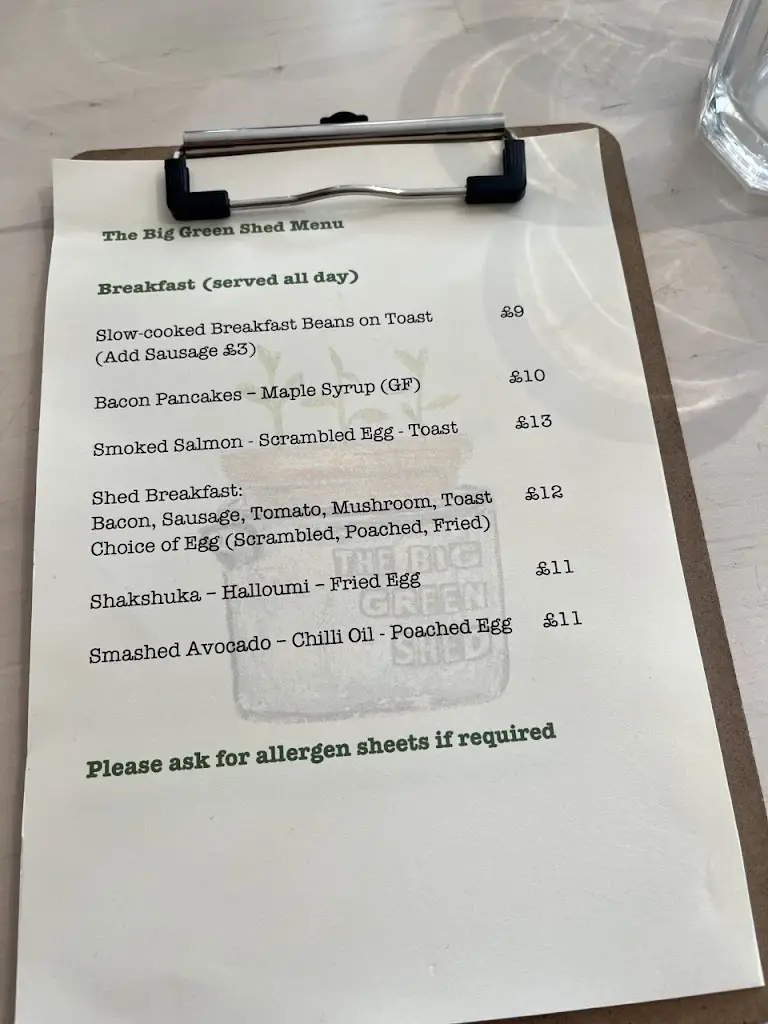 The Big Green Shed Menu
Breakfast (served all day)
Slow-cooked Breakfast Beans on Toast £9
(Add Sausage £3)
Bacon Pancakes – Maple Syrup (GF) £10
Smoked Salmon - Scrambled Egg - Toast £13
Shed Breakfast:
Bacon, Sausage, Tomato, Mushroom, Toast £12
Choice of Egg (Scrambled, Poached, Fried)
Shakshuka – Halloumi – Fried Egg £11
Smashed Avocado – Chilli Oil - Poached Egg £11
THE BIG
GREEN
SHED
Please ask for allergen sheets if required